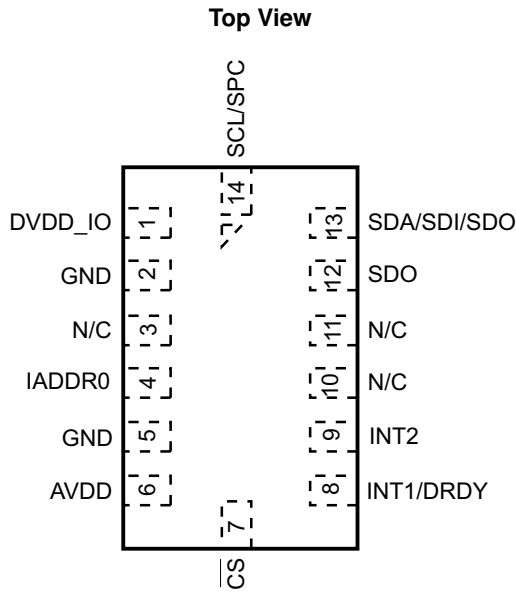 Top View
SCL/SPC
14
DVDD_IO 1
13 SDA/SDI/SDO
GND 2
12 SDO
N/C 3
11 N/C
IADDR0 4
10 N/C
GND 5
9 INT2
AVDD 6
8 INT1/DRDY
7
CS